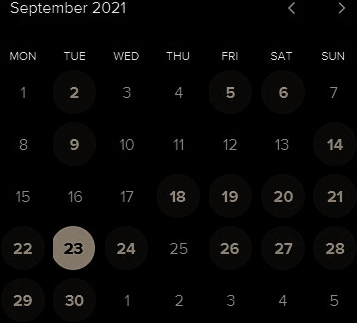 September 2021
MON TUE WED THU FRI SAT SUN
1 2 3 4 5 6 7
8 9 10 11 12 13 14
15 16 17 18 19 20 21
22 23 24 25 26 27 28
29 30 1 2 3 4 5